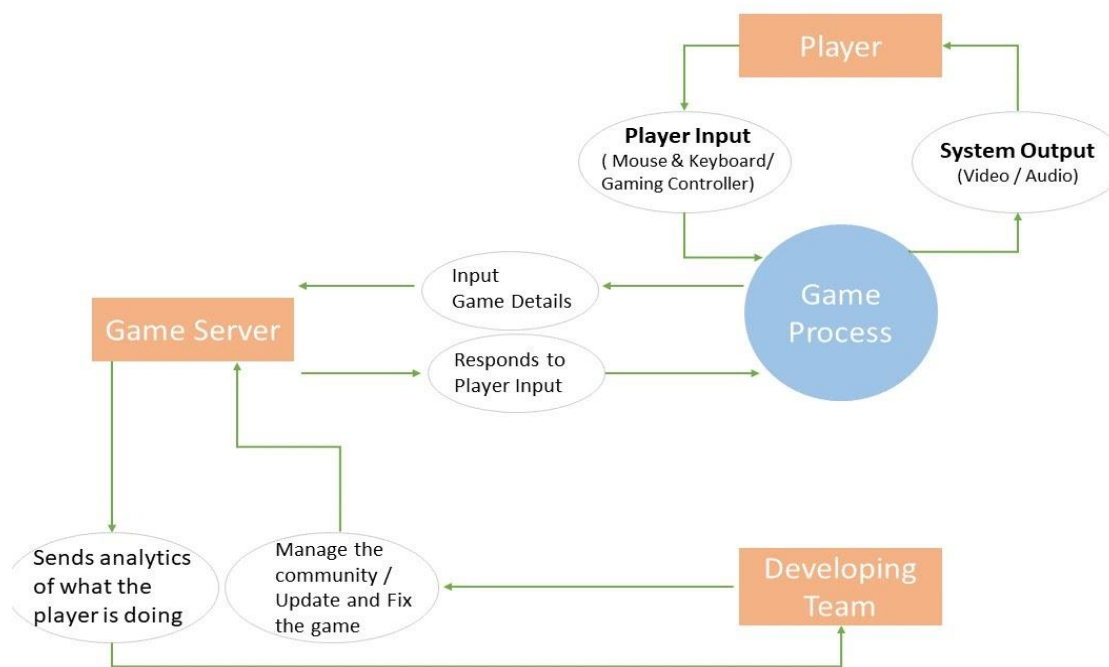 Player
Player Input
( Mouse & Keyboard/
Gaming Controller)
System Output
(Video / Audio)
Input
Game Details
Game
Process
Game Server
Responds to
Player Input
Sends analytics
of what the
player is doing
Manage the
community /
Update and Fix
the game
Developing
Team